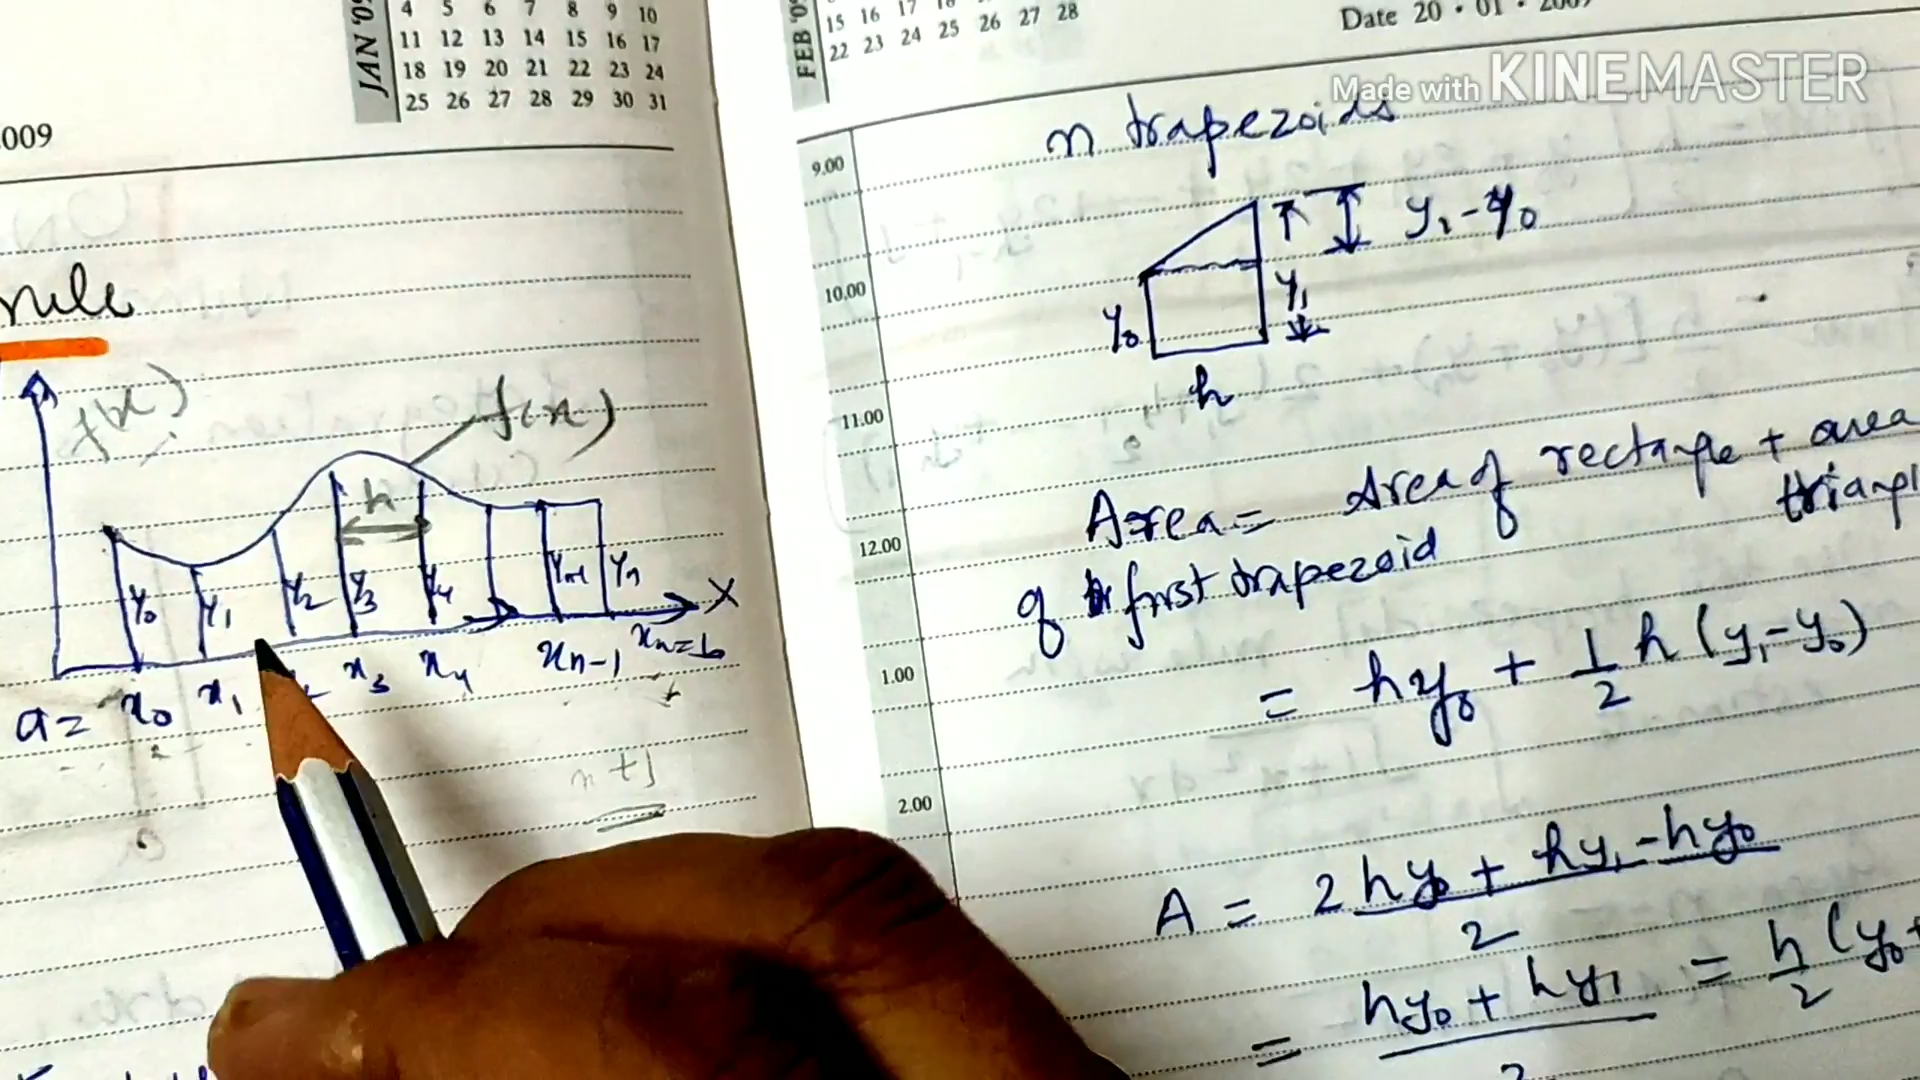 JAN '09
4 5 6 7 8 9 10
11 12 13 14 15 16 17
18 19 20 21 22 23 24
25 26 27 28 29 30 31
009
rule
f(x)
f(x)
h
y₀ y₁ y₂ y₃ y₄ yₙ₋₁ yₙ
X
a= x₀ x₁ x₃ x₄ xₙ₋₁ xₙ=b
FEB '09
15 16 17 18
22 23 24 25 26 27 28
Date 20 · 01 · 2009
Made with KINEMASTER
n trapezoids
9.00
y₁-y₀
10.00
y₀ y₁
h
11.00
Area = Area of rectangle + area
triangl
12.00
of first trapezoid
1.00
= hy₀ + 1/2 h (y₁-y₀)
2.00
A = 2hy₀ + hy₁-hy₀
2
= hy₀ + hy₁ = h/2 (y₀+
2